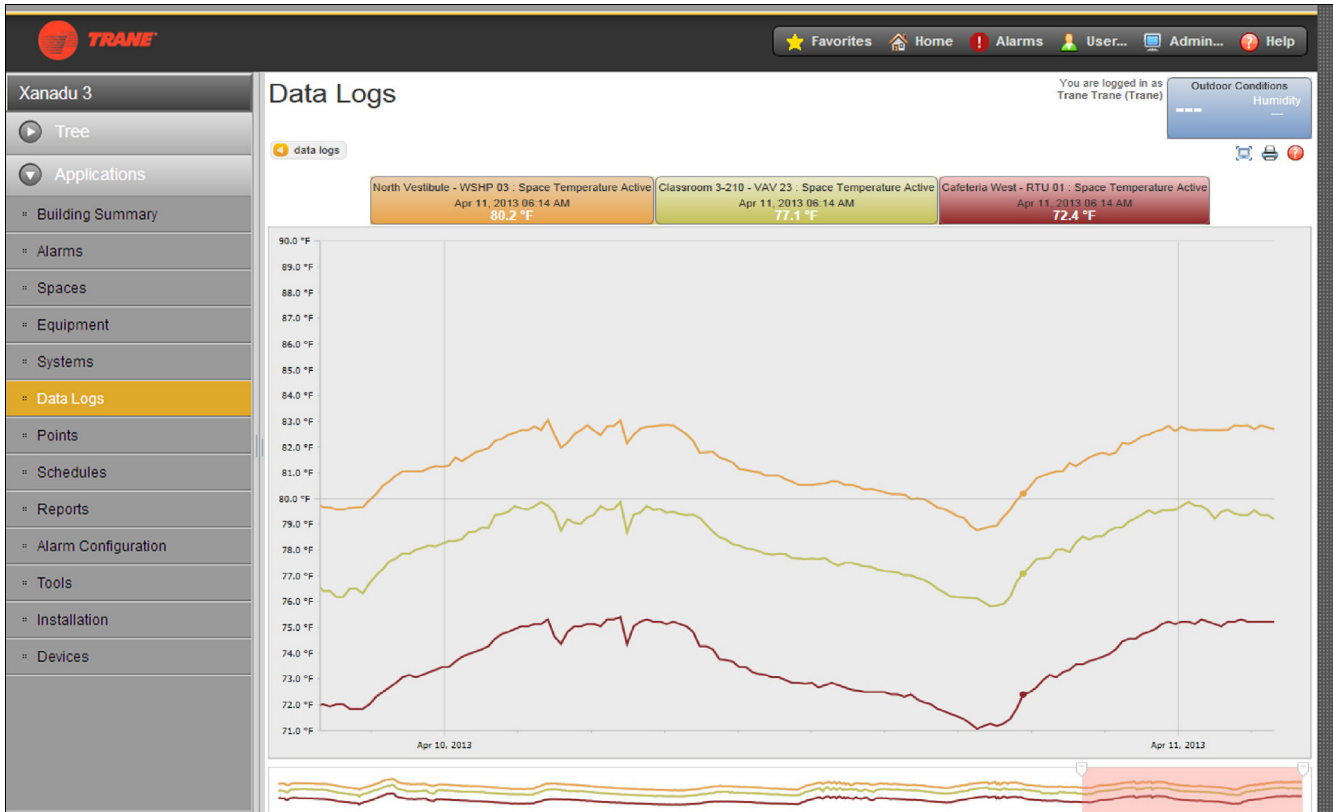 TRANE
Favorites Home Alarms User... Admin... Help
Xanadu 3
Tree
Applications
Building Summary
Alarms
Spaces
Equipment
Systems
Data Logs
Points
Schedules
Reports
Alarm Configuration
Tools
Installation
Devices
Data Logs
You are logged in as
Trane Trane (Trane)
Outdoor Conditions
Humidity
---
--
data logs
North Vestibule - WSHP 03 : Space Temperature Active
Apr 11, 2013 06:14 AM
80.2 °F
Classroom 3-210 - VAV 23 : Space Temperature Active
Apr 11, 2013 06:14 AM
77.1 °F
Cafeteria West - RTU 01 : Space Temperature Active
Apr 11, 2013 06:14 AM
72.4 °F
90.0 °F
89.0 °F
88.0 °F
87.0 °F
86.0 °F
85.0 °F
84.0 °F
83.0 °F
82.0 °F
81.0 °F
80.0 °F
79.0 °F
78.0 °F
77.0 °F
76.0 °F
75.0 °F
74.0 °F
73.0 °F
72.0 °F
71.0 °F
Apr 10, 2013
Apr 11, 2013